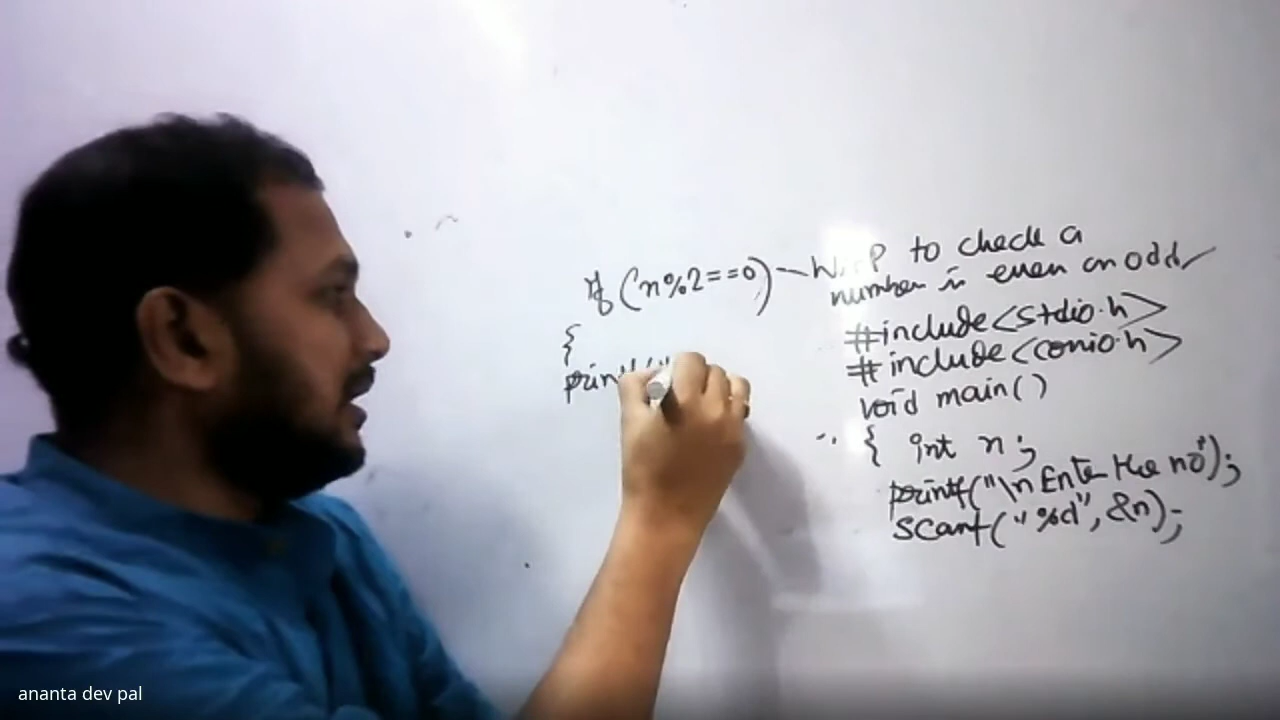 if (n%2==0)
{
printf("
W.A.P to check a
number is even or odd
#include<stdio.h>
#include<conio.h>
void main()
{ int n;
printf("\n Enter the no");
scanf("%d", &n);
ananta dev pal